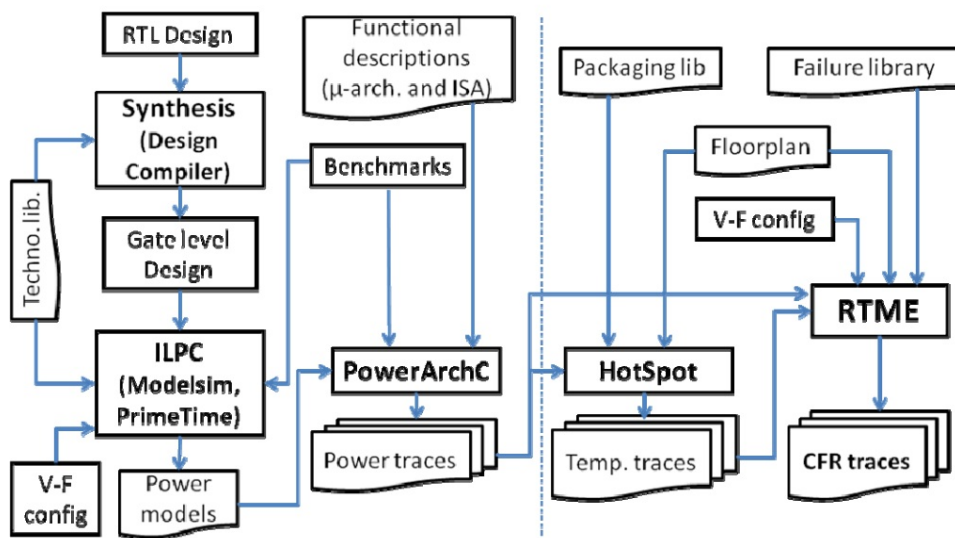 RTL Design
Functional
descriptions
(μ-arch. and ISA)
Packaging lib
Failure library
Synthesis
(Design
Compiler)
Floorplan
Benchmarks
Techno. lib.
Gate level
Design
V-F config
RTME
ILPC
(Modelsim,
PrimeTime)
PowerArchC
HotSpot
Power traces
Temp. traces
CFR traces
V-F
config
Power
models